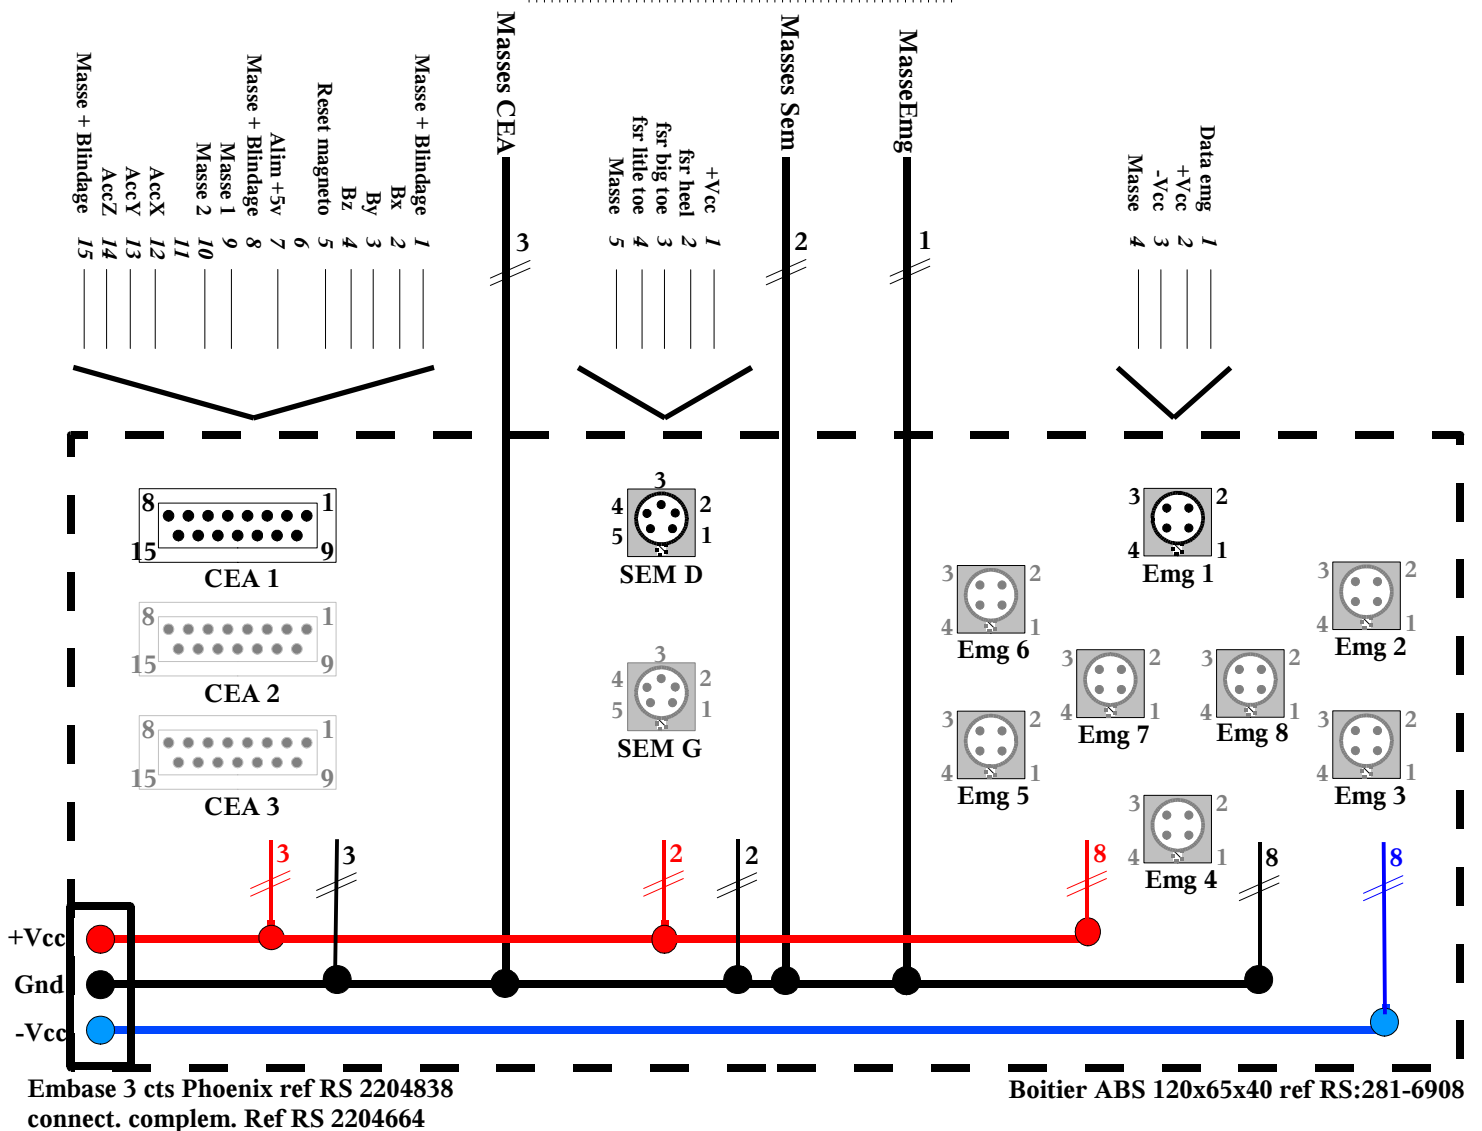 Masse + Blindage 15
AccZ 14
AccY 13
AccX 12
11
Masse 2 10
Masse 1 9
Masse + Blindage 8
Alim +5v 7
6
Reset magneto 5
Bz 4
By 3
Bx 2
Masse + Blindage 1
Masses CEA
3
Masse 5
fsr litle toe 4
fsr big toe 3
fsr heel 2
+Vcc 1
Masses Sem
2
MasseEmg
1
Masse 4
-Vcc 3
+Vcc 2
Data emg 1
8 1
15 9
CEA 1
8 1
15 9
CEA 2
8 1
15 9
CEA 3
3
4 2
5 1
SEM D
3
4 2
5 1
SEM G
3 2
4 1
Emg 1
3 2
4 1
Emg 6
3 2
4 1
Emg 2
3 2
4 1
Emg 7
3 2
4 1
Emg 8
3 2
4 1
Emg 5
3 2
4 1
Emg 3
3 2
4 1
Emg 4
3 3 2 2 8 8 8
+Vcc
Gnd
-Vcc
Embase 3 cts Phoenix ref RS 2204838
connect. complem. Ref RS 2204664
Boitier ABS 120x65x40 ref RS:281-6908